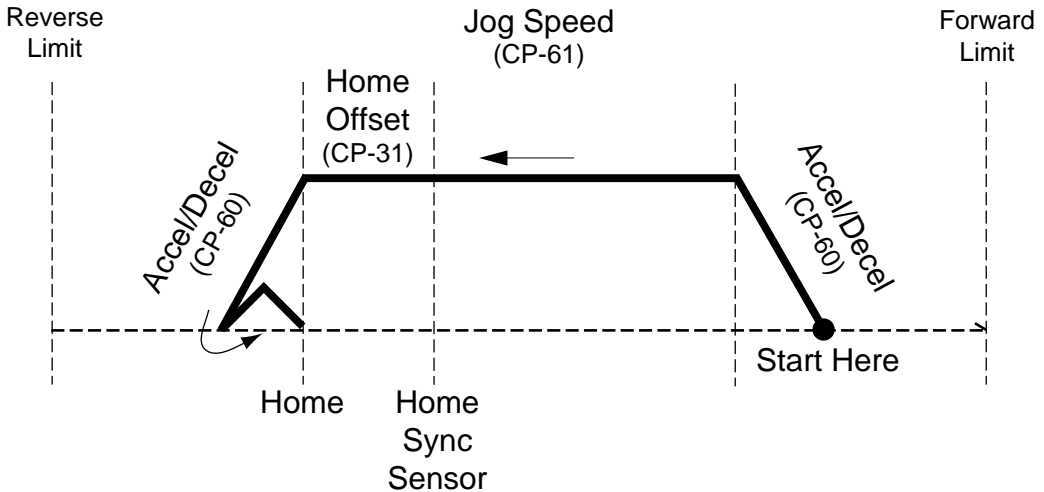 Reverse
Limit
Jog Speed
(CP-61)
Forward
Limit
Home
Offset
(CP-31)
Accel/Decel
(CP-60)
Accel/Decel
(CP-60)
Start Here
Home
Home
Sync
Sensor